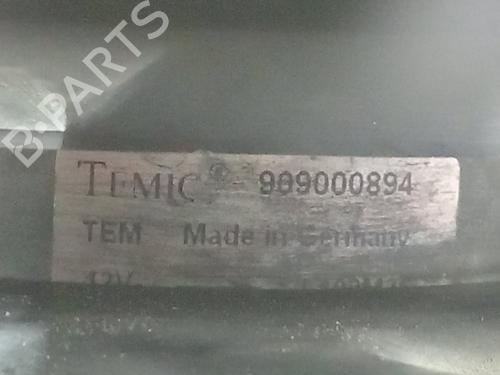 B-PARTS
TEMIC® 909000894
TEM Made in Germany
12V